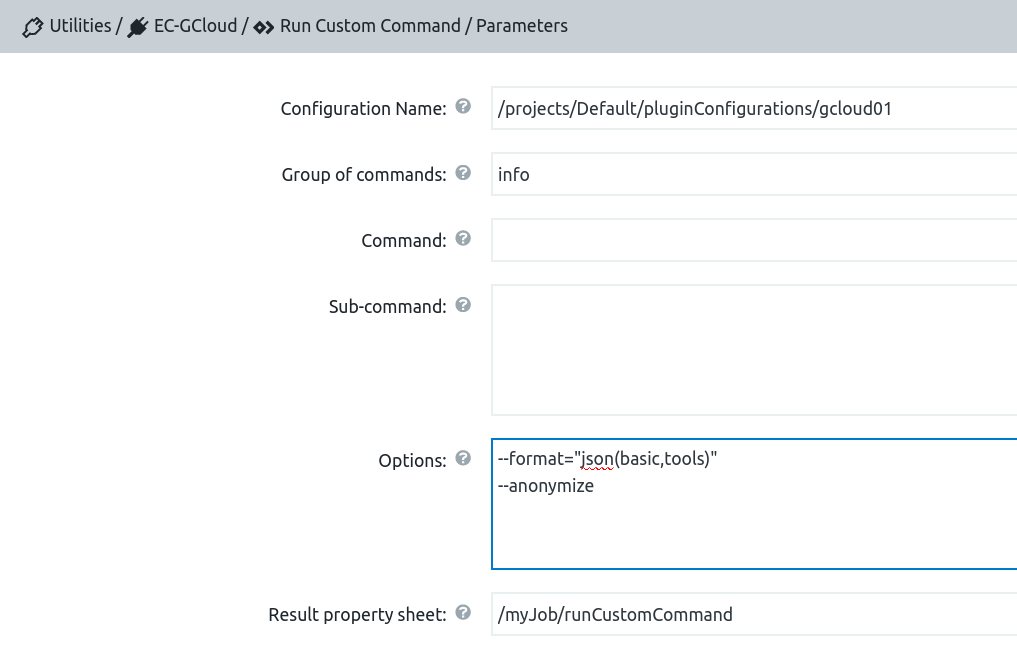 Utilities / EC-GCloud / Run Custom Command / Parameters
Configuration Name: /projects/Default/pluginConfigurations/gcloud01
Group of commands: info
Command:
Sub-command:
Options: --format="json(basic,tools)"
--anonymize
Result property sheet: /myJob/runCustomCommand